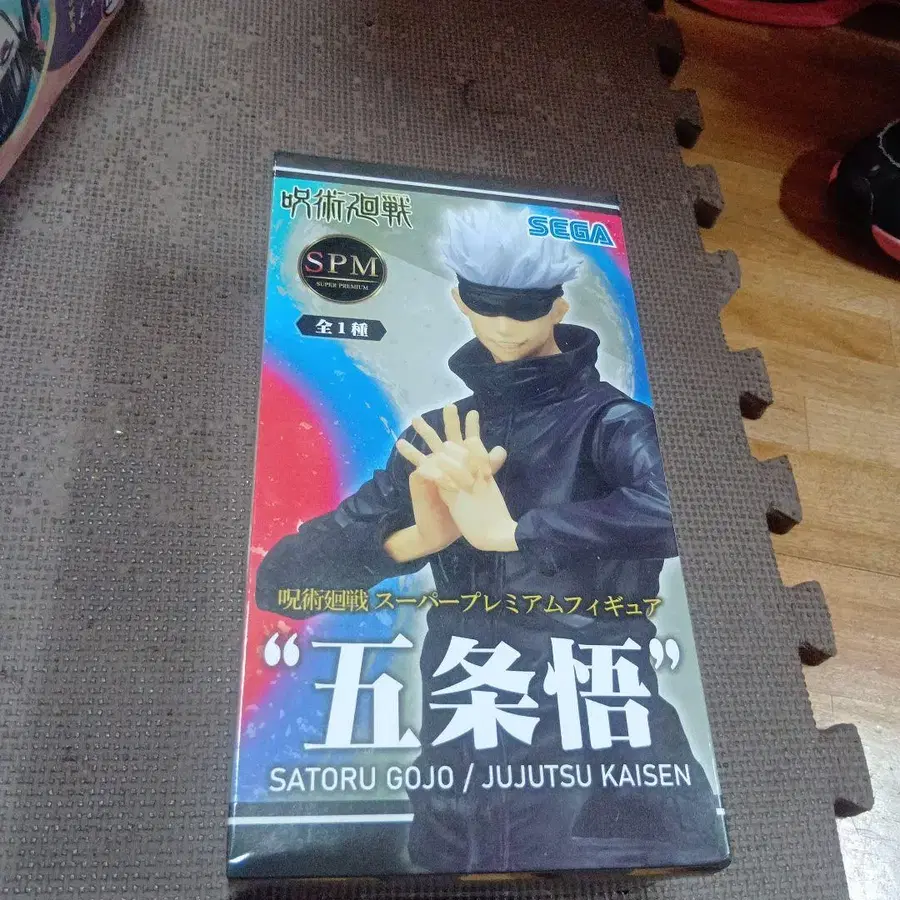 呪術廻戦
SEGA
SPM
SUPER PREMIUM
全1種
呪術廻戦 スーパープレミアムフィギュア
“五条悟”
SATORU GOJO / JUJUTSU KAISEN